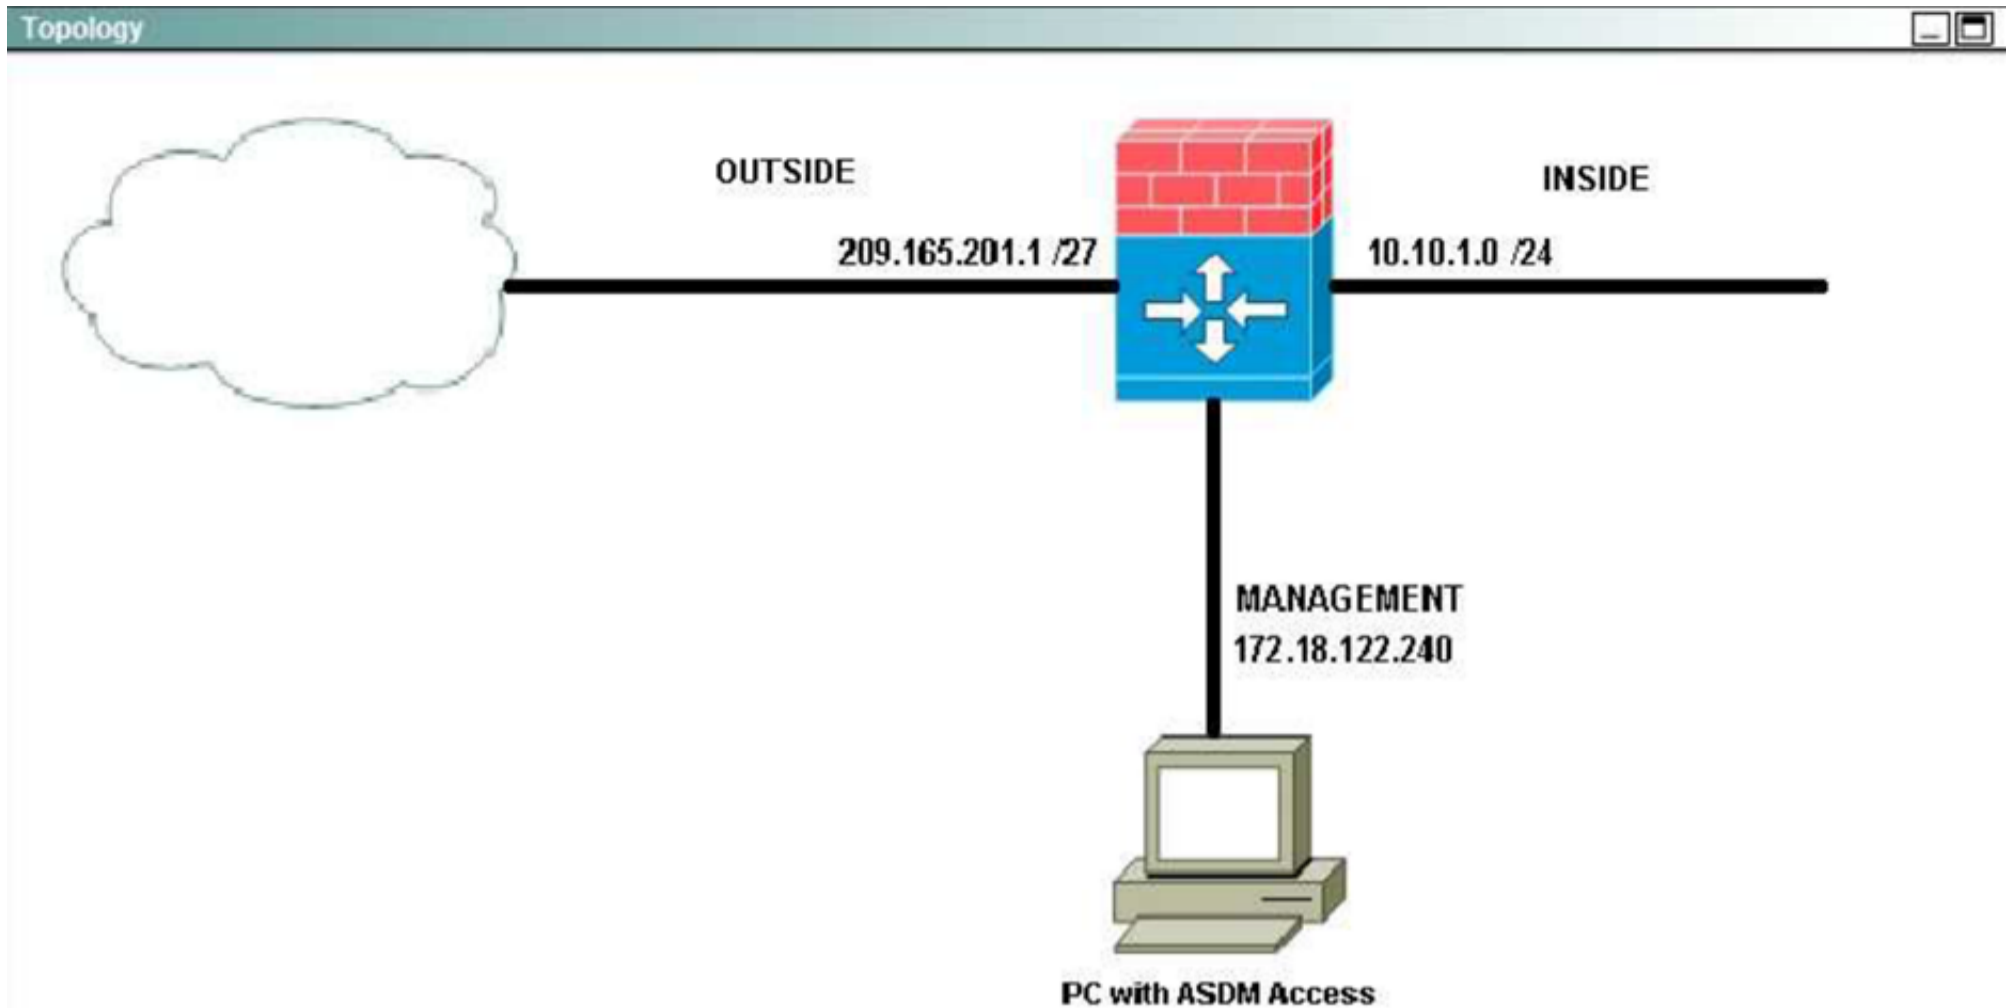 Topology
OUTSIDE
INSIDE
209.165.201.1 /27
10.10.1.0 /24
MANAGEMENT
172.18.122.240
PC with ASDM Access